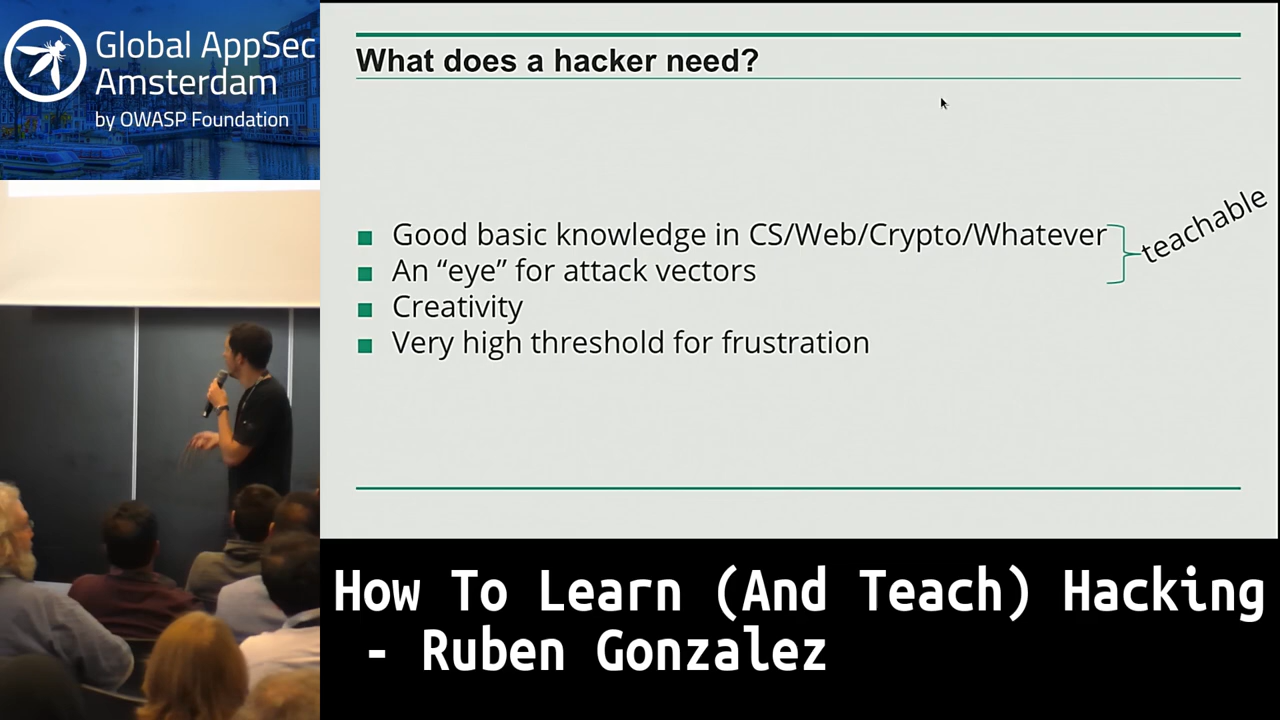 Global AppSec
Amsterdam
by OWASP Foundation
What does a hacker need?
Good basic knowledge in CS/Web/Crypto/Whatever
teachable
An “eye” for attack vectors
Creativity
Very high threshold for frustration
How To Learn (And Teach) Hacking
- Ruben Gonzalez